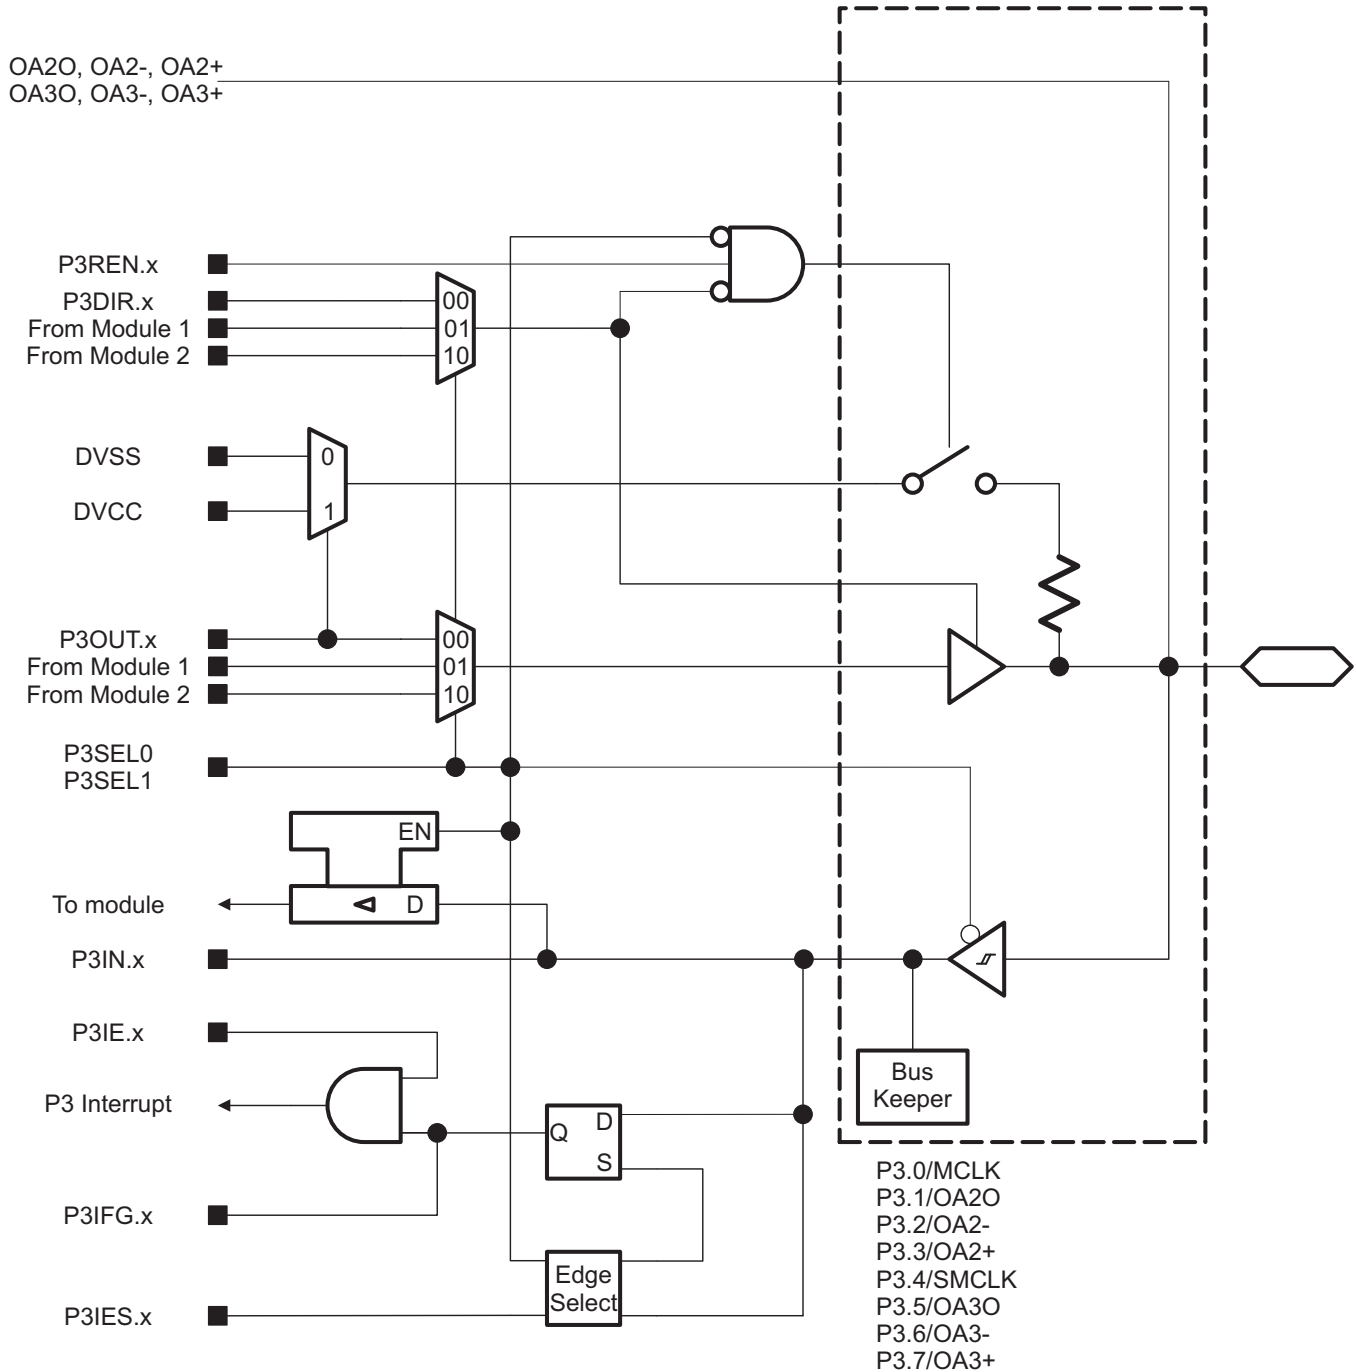 OA2O, OA2-, OA2+
OA3O, OA3-, OA3+
P3REN.x
P3DIR.x
From Module 1
From Module 2
00
01
10
DVSS
DVCC
0
1
P3OUT.x
From Module 1
From Module 2
00
01
10
P3SEL0
P3SEL1
EN
To module
D
P3IN.x
P3IE.x
Bus
Keeper
P3 Interrupt
Q
D
S
P3IFG.x
Edge
Select
P3IES.x
P3.0/MCLK
P3.1/OA2O
P3.2/OA2-
P3.3/OA2+
P3.4/SMCLK
P3.5/OA3O
P3.6/OA3-
P3.7/OA3+